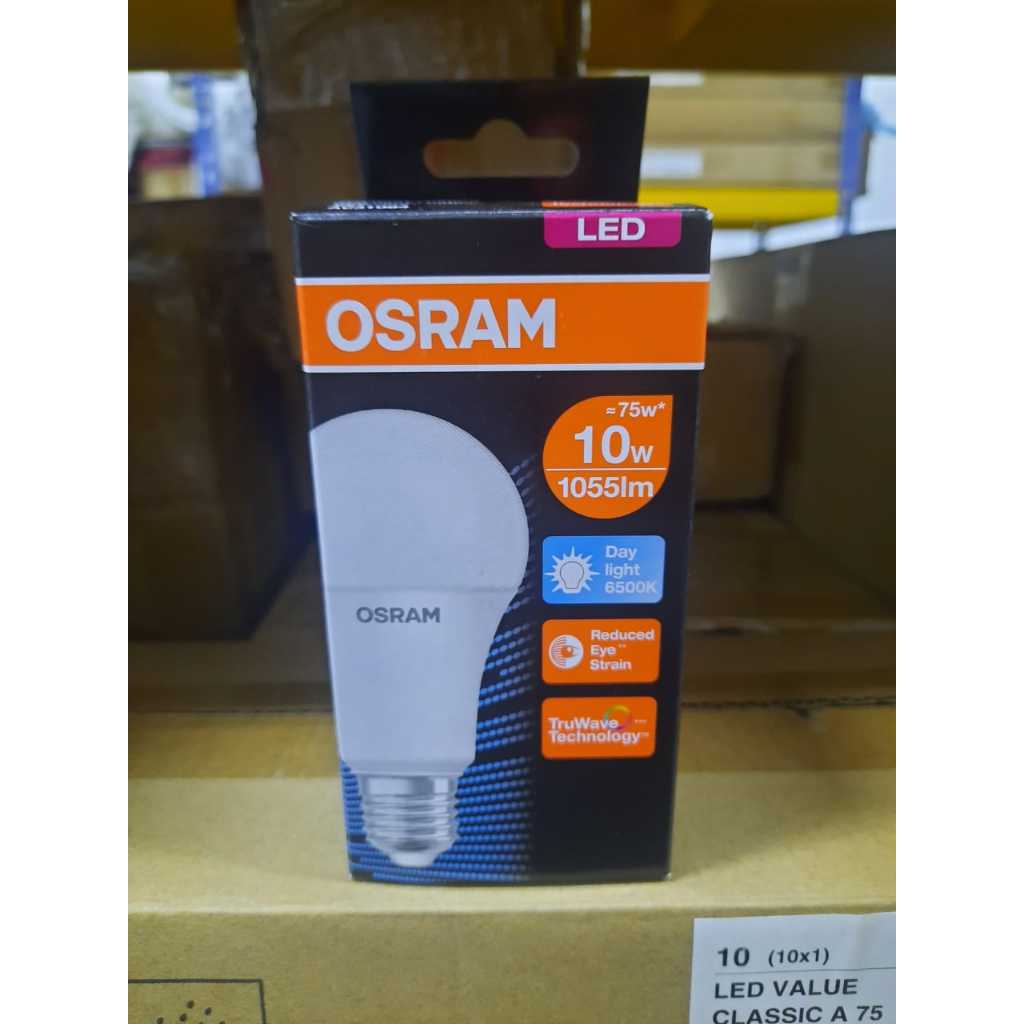 LED
OSRAM
≈75w*
10w
1055lm
Day
light
6500K
OSRAM
Reduced
Eye
Strain
TruWave
Technology™
10 (10x1)
LED VALUE
CLASSIC A 75